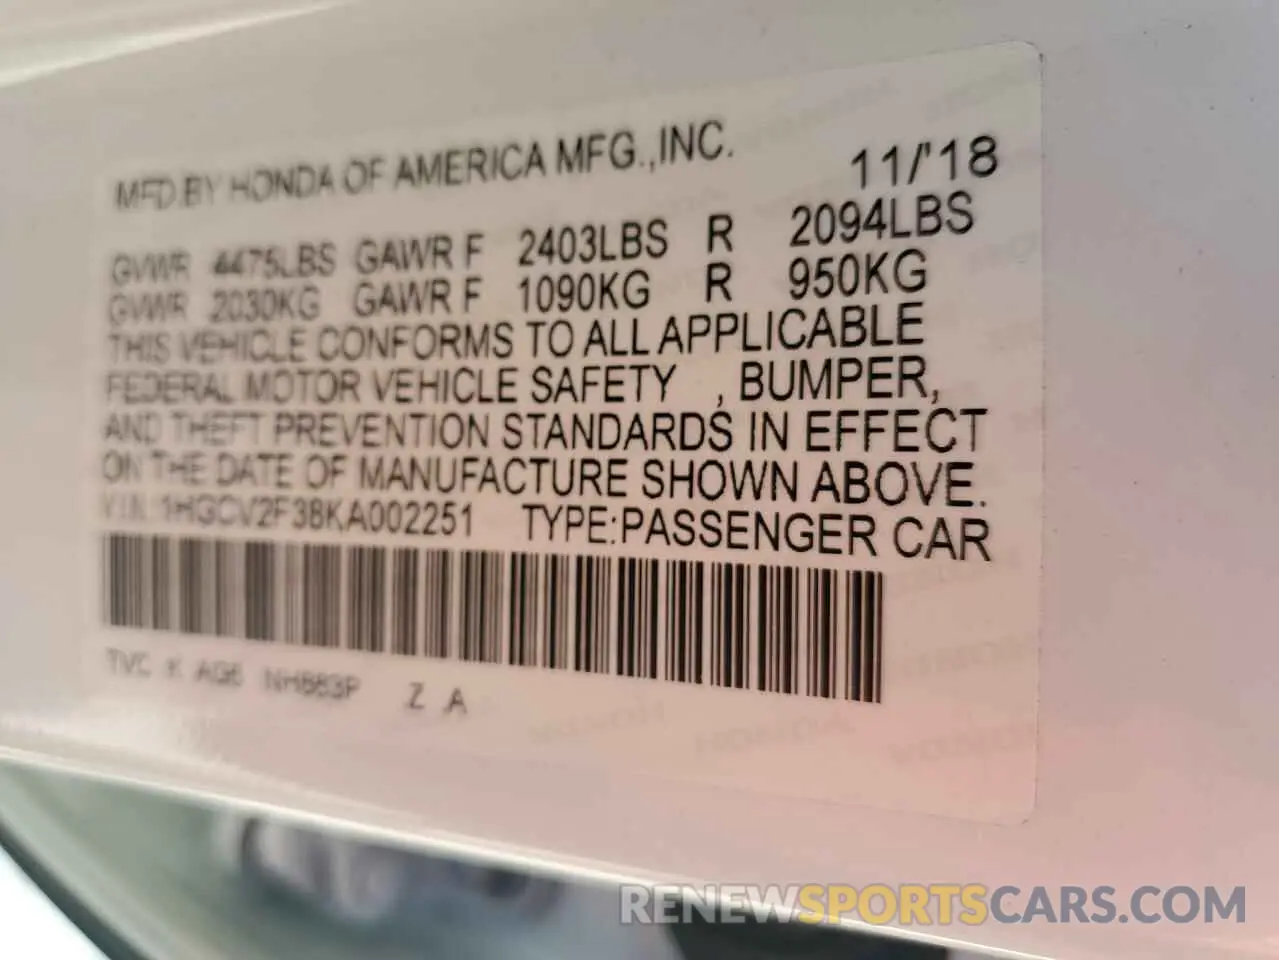 MFD.BY HONDA OF AMERICA MFG.,INC. 11/'18
GVWR 4475LBS GAWR F 2403LBS R 2094LBS
GVWR 2030KG GAWR F 1090KG R 950KG
THIS VEHICLE CONFORMS TO ALL APPLICABLE
FEDERAL MOTOR VEHICLE SAFETY , BUMPER,
AND THEFT PREVENTION STANDARDS IN EFFECT
ON THE DATE OF MANUFACTURE SHOWN ABOVE.
V.I.N:1HGCV2F38KA002251 TYPE:PASSENGER CAR
TVC K AG6 NH883P Z A
RENEWSPORTSCARS.COM